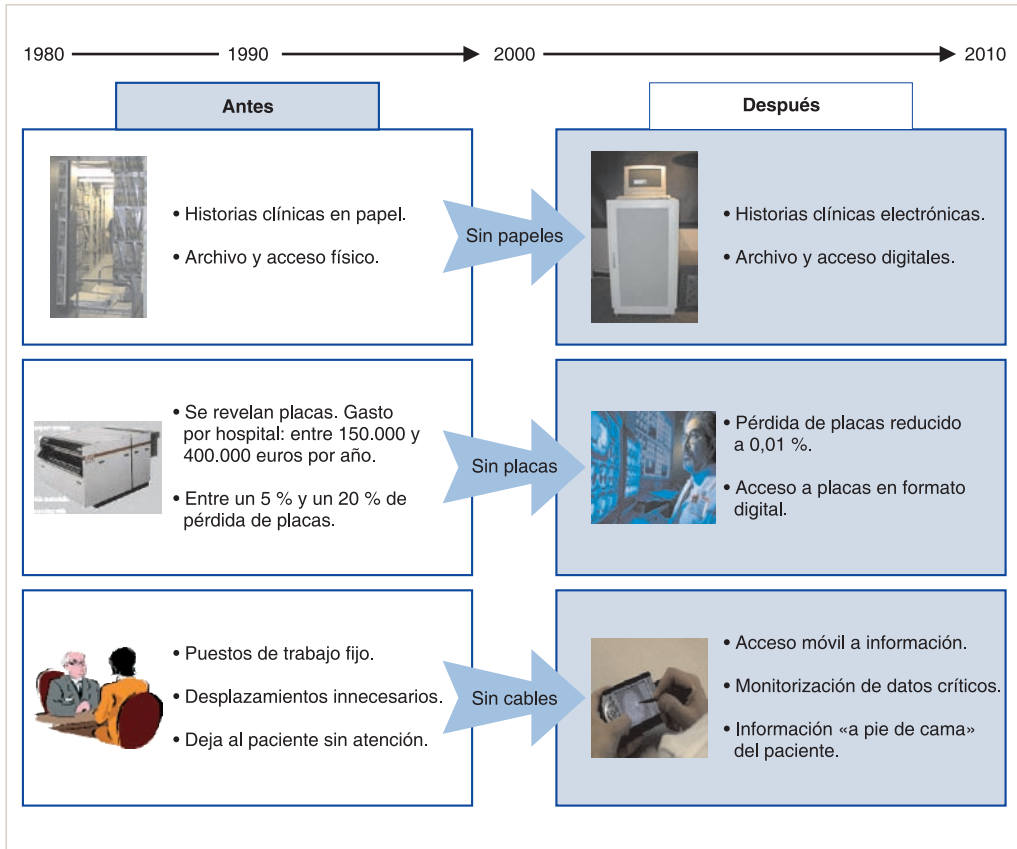 1980 1990 2000 2010
Antes
Después
• Historias clínicas en papel.
• Archivo y acceso físico.
Sin papeles
• Historias clínicas electrónicas.
• Archivo y acceso digitales.
• Se revelan placas. Gasto
por hospital: entre 150.000 y
400.000 euros por año.
• Entre un 5 % y un 20 % de
pérdida de placas.
Sin placas
• Pérdida de placas reducido
a 0,01 %.
• Acceso a placas en formato
digital.
• Puestos de trabajo fijo.
• Desplazamientos innecesarios.
• Deja al paciente sin atención.
Sin cables
• Acceso móvil a información.
• Monitorización de datos críticos.
• Información «a pie de cama»
del paciente.